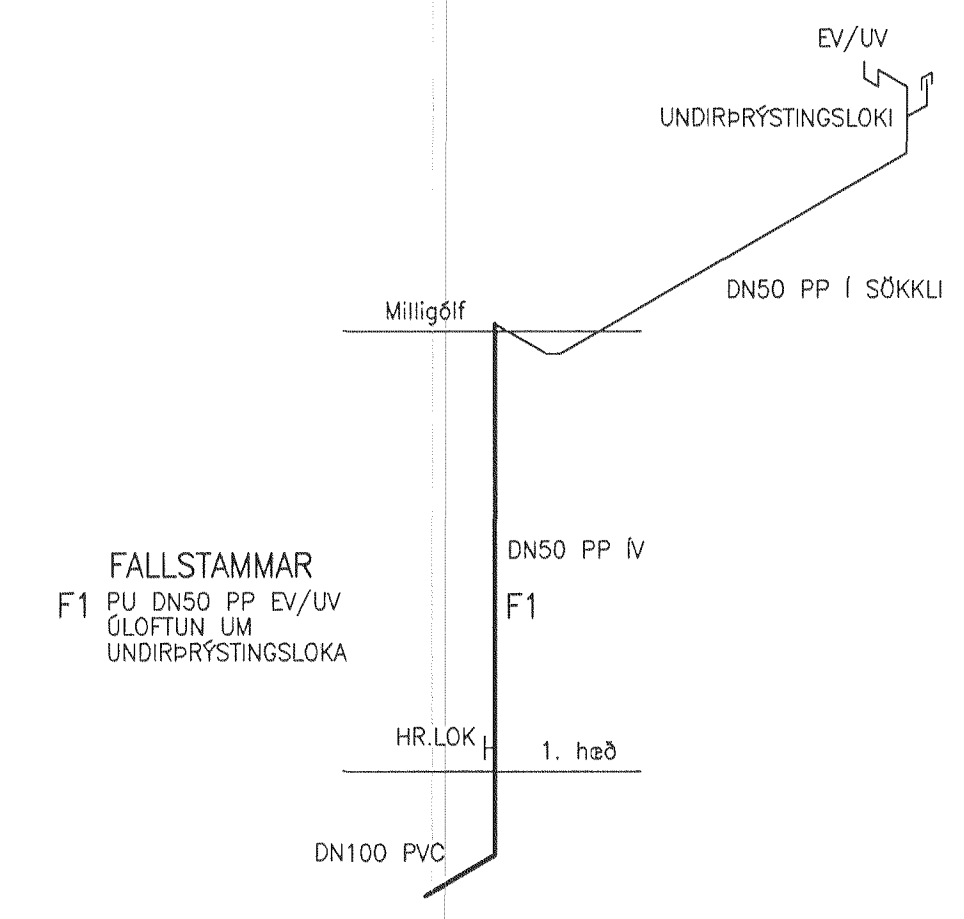 EV/UV
UNDIRÞRÝSTINGSLOKI
DN50 PP Í SÖKKLI
Milligólf
DN50 PP ÍV
FALLSTAMMAR
F1 PU DN50 PP EV/UV
ÚLOFTUN UM
UNDIRÞRÝSTINGSLOKA
F1
HR.LOK
1. hæð
DN100 PVC